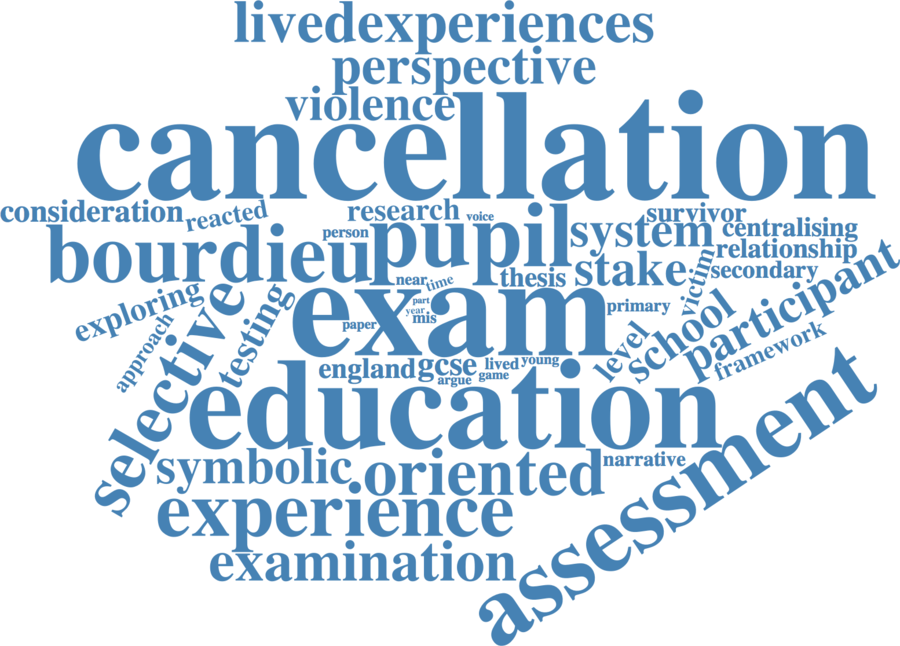 livedexperiences
perspective
violence
cancellation
consideration
reacted
research
voice
survivor
centralising
bourdieu
person
pupil
system
relationship
exploring
near
time
thesis
stake
victim
secondary
participant
selective
testing
approach
paper
part
year
mis
exam
primary
level
school
framework
england
gcse
argue
lived
game
young
education
assessment
symbolic
oriented
narrative
experience
examination